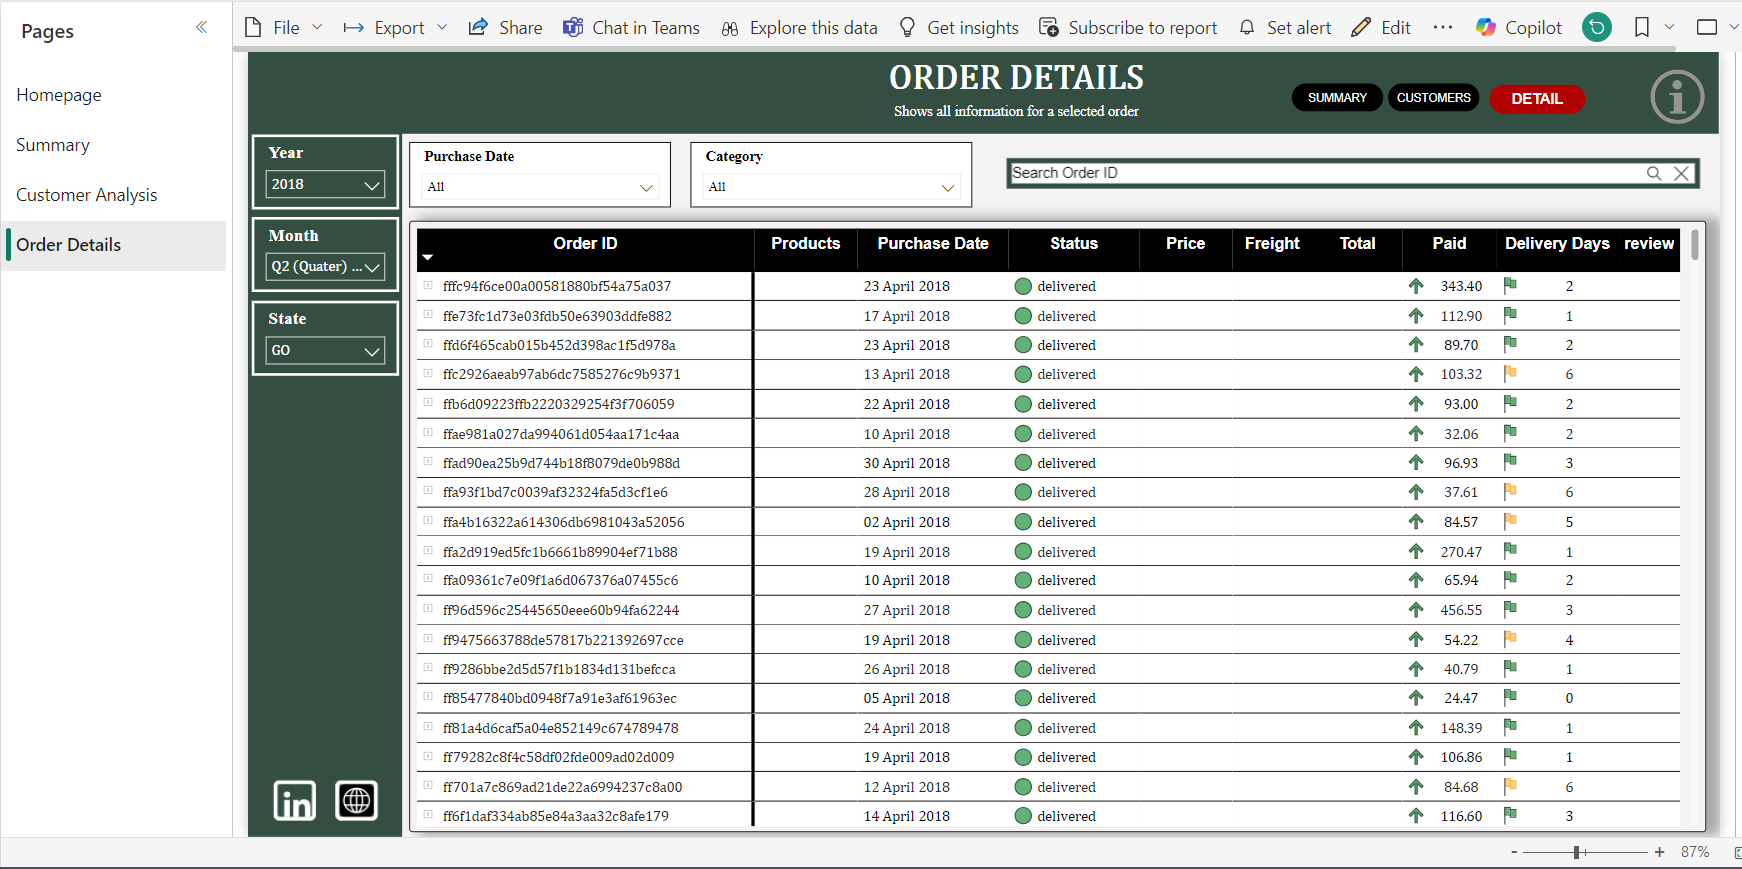 Pages
Homepage
Summary
Customer Analysis
Order Details
File Export Share Chat in Teams Explore this data Get insights Subscribe to report Set alert Edit ... Copilot
ORDER DETAILS
Shows all information for a selected order
SUMMARY CUSTOMERS DETAIL
Year
2018
Month
Q2 (Quater) ...
State
GO
Purchase Date
All
Category
All
Search Order ID
Order ID Products Purchase Date Status Price Freight Total Paid Delivery Days review
fffc94f6ce00a00581880bf54a75a037 23 April 2018 delivered 343.40 2
ffe73fc1d73e03fdb50e63903ddfe882 17 April 2018 delivered 112.90 1
ffd6f465cab015b452d398ac1f5d978a 23 April 2018 delivered 89.70 2
ffc2926aeab97ab6dc7585276c9b9371 13 April 2018 delivered 103.32 6
ffb6d09223ffb2220329254f3f706059 22 April 2018 delivered 93.00 2
ffae981a027da994061d054aa171c4aa 10 April 2018 delivered 32.06 2
ffad90ea25b9d744b18f8079de0b988d 30 April 2018 delivered 96.93 3
ffa93f1bd7c0039af32324fa5d3cf1e6 28 April 2018 delivered 37.61 6
ffa4b16322a614306db6981043a52056 02 April 2018 delivered 84.57 5
ffa2d919ed5fc1b6661b89904ef71b88 19 April 2018 delivered 270.47 1
ffa09361c7e09f1a6d067376a07455c6 10 April 2018 delivered 65.94 2
ff96d596c25445650eee60b94fa62244 27 April 2018 delivered 456.55 3
ff9475663788de57817b221392697cce 19 April 2018 delivered 54.22 4
ff9286bbe2d5d57f1b1834d131befcca 26 April 2018 delivered 40.79 1
ff85477840bd0948f7a91e3af61963ec 05 April 2018 delivered 24.47 0
ff81a4d6caf5a04e852149c674789478 24 April 2018 delivered 148.39 1
ff79282c8f4c58df02fde009ad02d009 19 April 2018 delivered 106.86 1
ff701a7c869ad21de22a6994237c8a00 12 April 2018 delivered 84.68 6
ff6f1daf334ab85e84a3aa32c8afe179 14 April 2018 delivered 116.60 3
in
- + 87%